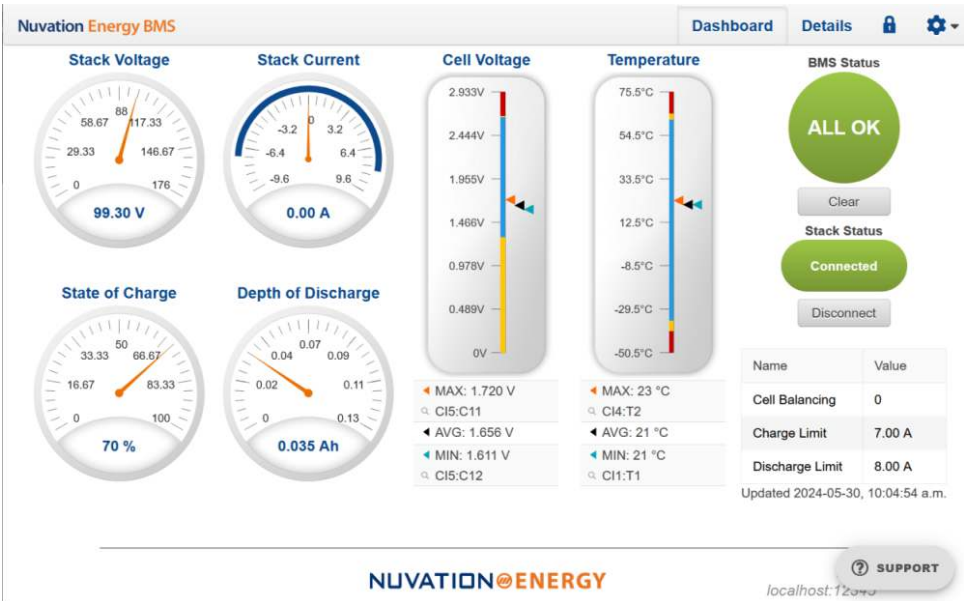 Nuvation Energy BMS
Dashboard
Details
Stack Voltage
0
29.33
58.67
88
117.33
146.67
176
99.30 V
Stack Current
-9.6
-6.4
-3.2
0
3.2
6.4
9.6
0.00 A
State of Charge
0
16.67
33.33
50
66.67
83.33
100
70 %
Depth of Discharge
0
0.02
0.04
0.07
0.09
0.11
0.13
0.035 Ah
Cell Voltage
2.933V
2.444V
1.955V
1.466V
0.978V
0.489V
0V
MAX: 1.720 V
CI5:C11
AVG: 1.656 V
MIN: 1.611 V
CI5:C12
Temperature
75.5°C
54.5°C
33.5°C
12.5°C
-8.5°C
-29.5°C
-50.5°C
MAX: 23 °C
CI4:T2
AVG: 21 °C
MIN: 21 °C
CI1:T1
BMS Status
ALL OK
Clear
Stack Status
Connected
Disconnect
Name Value
Cell Balancing 0
Charge Limit 7.00 A
Discharge Limit 8.00 A
Updated 2024-05-30, 10:04:54 a.m.
NUVATION ENERGY
? SUPPORT
localhost:12345